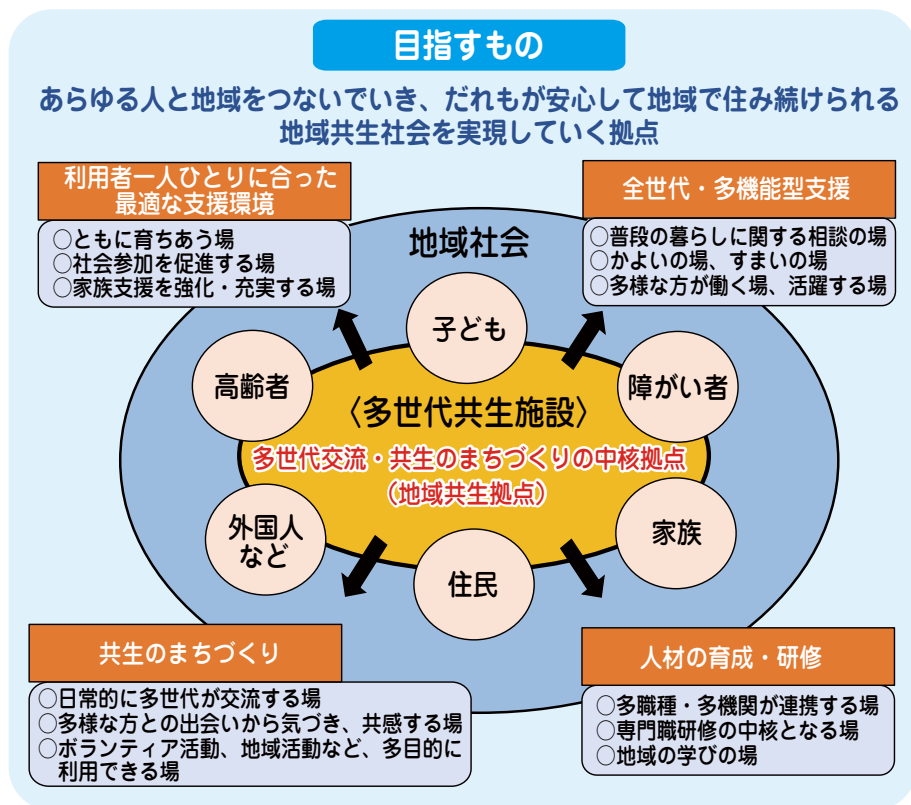 目指すもの
あらゆる人と地域をつないでいき、だれもが安心して地域で住み続けられる
地域共生社会を実現していく拠点
利用者一人ひとりに合った
最適な支援環境
○ともに育ちあう場
○社会参加を促進する場
○家族支援を強化・充実する場
全世代・多機能型支援
○普段の暮らしに関する相談の場
○かよいの場、すまいの場
○多様な方が働く場、活躍する場
地域社会
子ども
高齢者
障がい者
〈多世代共生施設〉
多世代交流・共生のまちづくりの中核拠点
（地域共生拠点）
外国人
など
家族
住民
共生のまちづくり
○日常的に多世代が交流する場
○多様な方との出会いから気づき、共感する場
○ボランティア活動、地域活動など、多目的に
利用できる場
人材の育成・研修
○多職種・多機関が連携する場
○専門職研修の中核となる場
○地域の学びの場